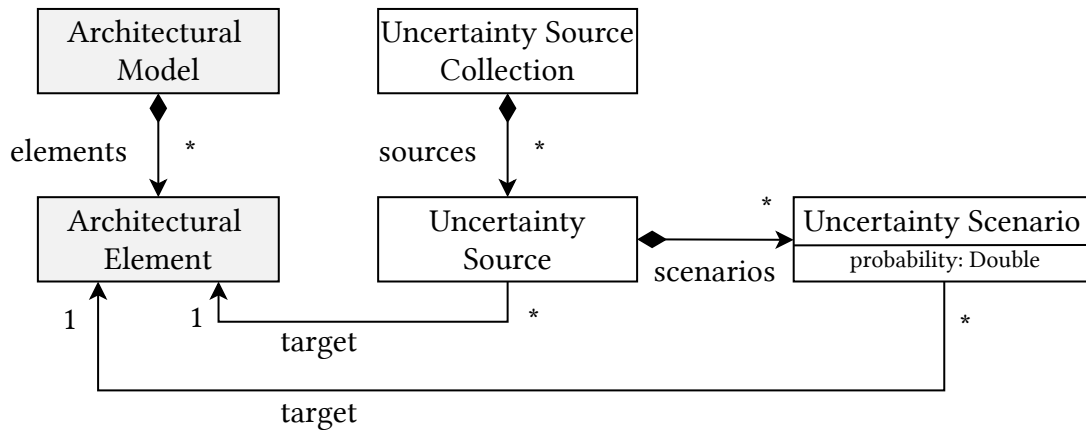 Architectural
Model
Uncertainty Source
Collection
elements
*
sources
*
Architectural
Element
Uncertainty
Source
*
scenarios
Uncertainty Scenario
probability: Double
1
1
target
*
*
target